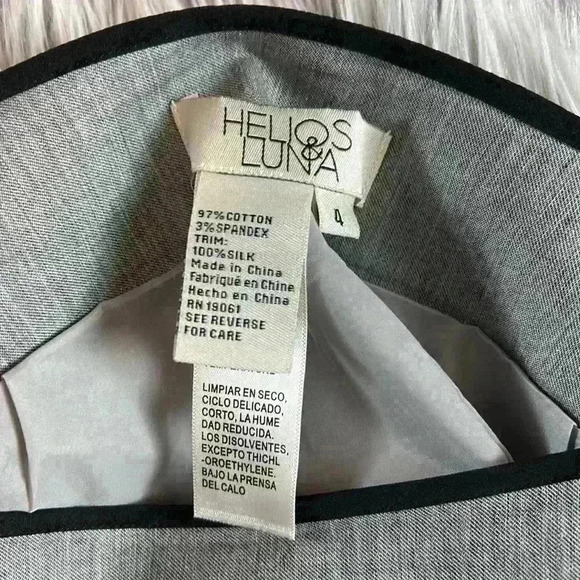 HELIOS
&
LUNA
4
97% COTTON
3% SPANDEX
TRIM:
100% SILK
Made in China
Fabriqué en Chine
Hecho en China
RN 19061
SEE REVERSE
FOR CARE
LIMPIAR EN SECO,
CICLO DELICADO,
CORTO, LA HUME
DAD REDUCIDA.
LOS DISOLVENTES,
EXCEPTO THICHL
-OROETHYLENE.
BAJO LA PRENSA
DEL CALO